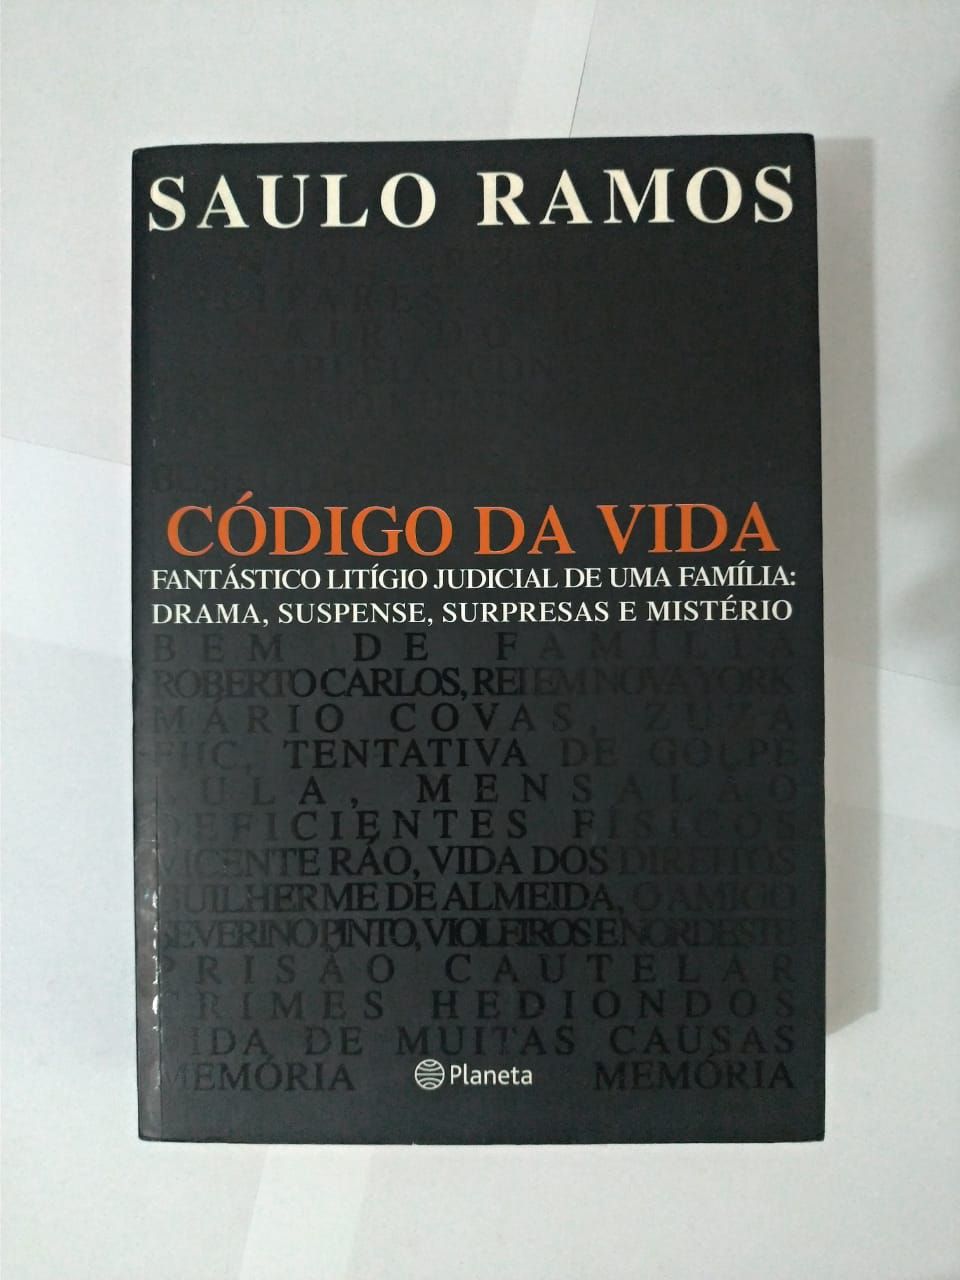 SAULO RAMOS
CÓDIGO DA VIDA
FANTÁSTICO LITÍGIO JUDICIAL DE UMA FAMÍLIA:
DRAMA, SUSPENSE, SURPRESAS E MISTÉRIO
BEM DE FAMÍLIA
ROBERTO CARLOS, REI EM NOVA YORK
MÁRIO COVAS, ZUZA
FHC, TENTATIVA DE GOLPE
LULA, MENSALÃO
DEFICIENTES FÍSICOS
VICENTE RÁO, VIDA DOS DIREITOS
GUILHERME DE ALMEIDA, O AMIGO
SEVERINO PINTO, VIOLEIROS E NORDESTE
PRISÃO CAUTELAR
CRIMES HEDIONDOS
VIDA DE MUITAS CAUSAS
MEMÓRIA Planeta MEMÓRIA